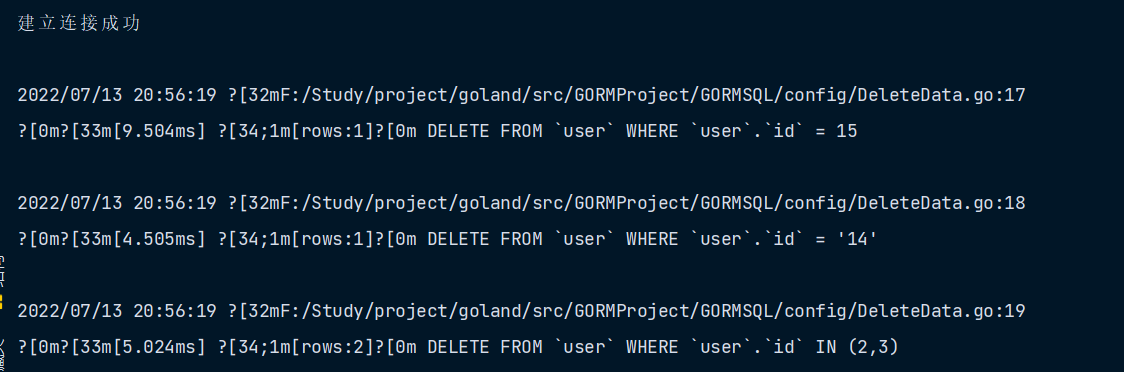 建立连接成功
2022/07/13 20:56:19 ?[32mF:/Study/project/goland/src/GORMProject/GORMSQL/config/DeleteData.go:17
?[0m?[33m[9.504ms] ?[34;1m[rows:1]?[0m DELETE FROM `user` WHERE `user`.`id` = 15
2022/07/13 20:56:19 ?[32mF:/Study/project/goland/src/GORMProject/GORMSQL/config/DeleteData.go:18
?[0m?[33m[4.505ms] ?[34;1m[rows:1]?[0m DELETE FROM `user` WHERE `user`.`id` = '14'
2022/07/13 20:56:19 ?[32mF:/Study/project/goland/src/GORMProject/GORMSQL/config/DeleteData.go:19
?[0m?[33m[5.024ms] ?[34;1m[rows:2]?[0m DELETE FROM `user` WHERE `user`.`id` IN (2,3)